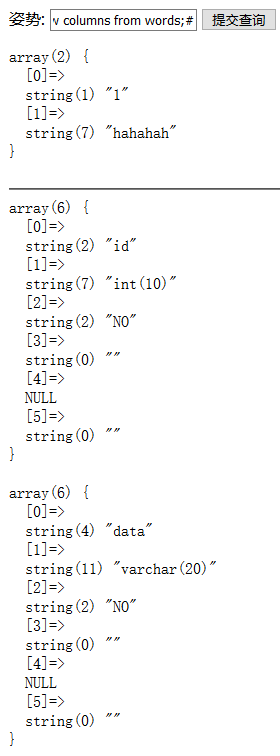 姿势: w columns from words;# 提交查询
array(2) {
  [0]=>
  string(1) "1"
  [1]=>
  string(7) "hahahah"
}
array(6) {
  [0]=>
  string(2) "id"
  [1]=>
  string(7) "int(10)"
  [2]=>
  string(2) "NO"
  [3]=>
  string(0) ""
  [4]=>
  NULL
  [5]=>
  string(0) ""
}
array(6) {
  [0]=>
  string(4) "data"
  [1]=>
  string(11) "varchar(20)"
  [2]=>
  string(2) "NO"
  [3]=>
  string(0) ""
  [4]=>
  NULL
  [5]=>
  string(0) ""
}